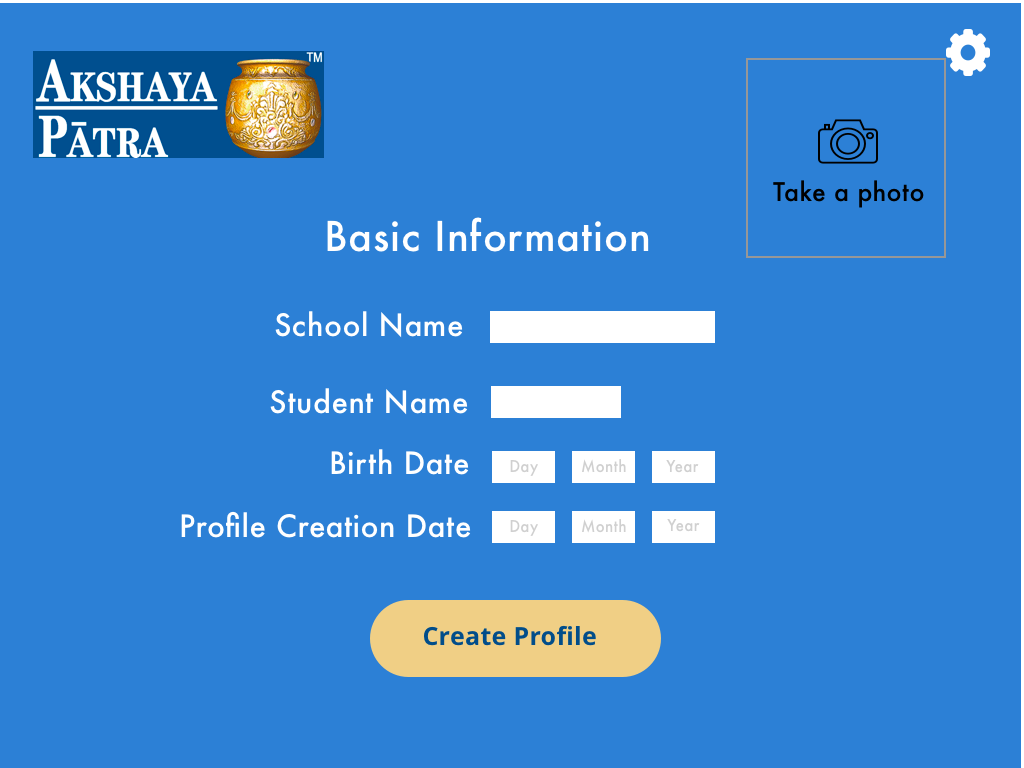 AKSHAYA
PĀTRA
TM
Take a photo
Basic Information
School Name
Student Name
Birth Date Day Month Year
Profile Creation Date Day Month Year
Create Profile